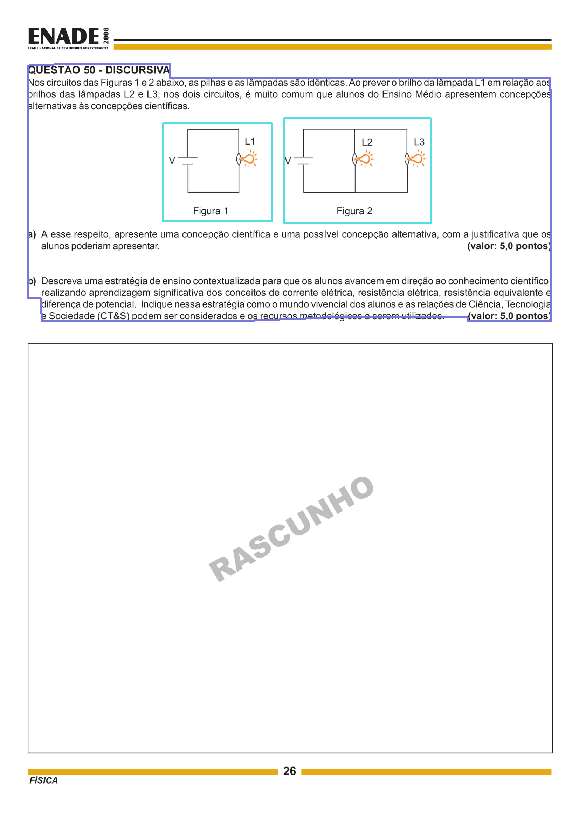 ENADE 2008
EXAME NACIONAL DE DESEMPENHO DOS ESTUDANTES
QUESTÃO 50 - DISCURSIVA
Nos circuitos das Figuras 1 e 2 abaixo, as pilhas e as lâmpadas são idênticas. Ao prever o brilho da lâmpada L1 em relação aos
brilhos das lâmpadas L2 e L3, nos dois circuitos, é muito comum que alunos do Ensino Médio apresentem concepções
alternativas às concepções científicas.
V L1
Figura 1
V L2 L3
Figura 2
a) A esse respeito, apresente uma concepção científica e uma possível concepção alternativa, com a justificativa que os
alunos poderiam apresentar. (valor: 5,0 pontos)
b) Descreva uma estratégia de ensino contextualizada para que os alunos avancem em direção ao conhecimento científico
realizando aprendizagem significativa dos conceitos de corrente elétrica, resistência elétrica, resistência equivalente e
diferença de potencial. Indique nessa estratégia como o mundo vivencial dos alunos e as relações de Ciência, Tecnologia
e Sociedade (CT&S) podem ser considerados e os recursos metodológicos a serem utilizados. (valor: 5,0 pontos)
RASCUNHO
26
FÍSICA